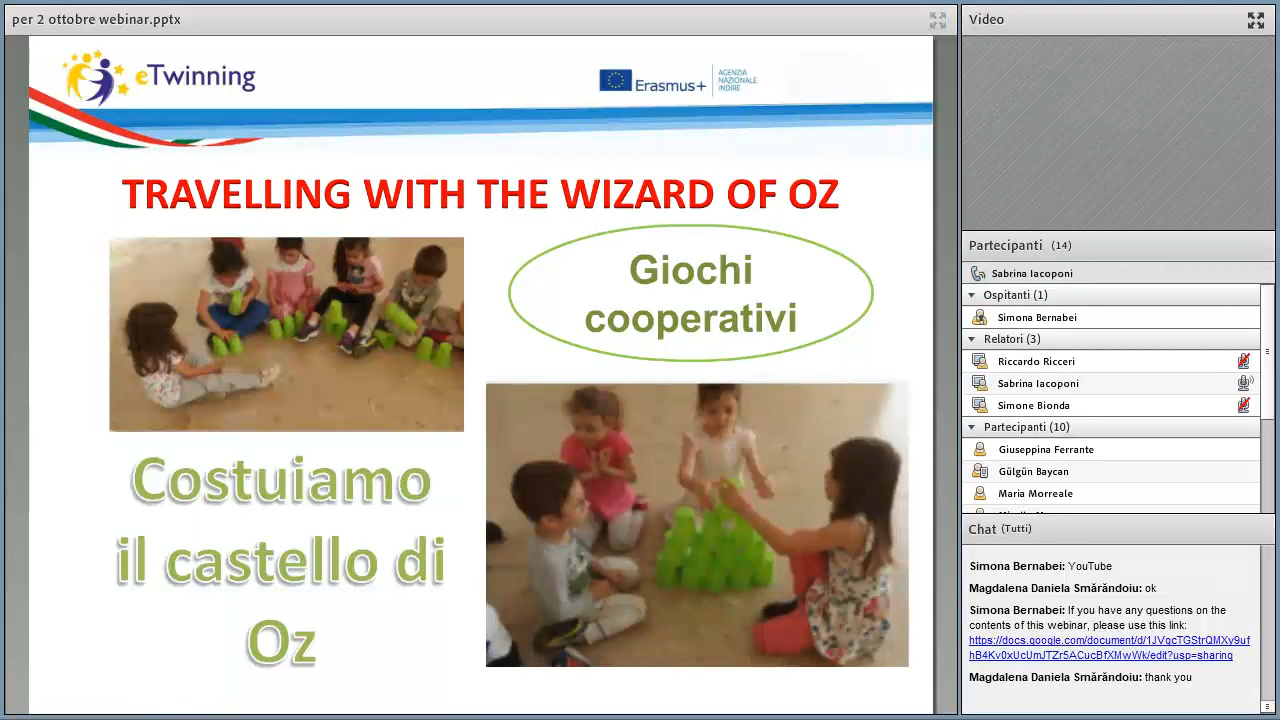 per 2 ottobre webinar.pptx
eTwinning
Erasmus+
AGENZIA
NAZIONALE
INDIRE
TRAVELLING WITH THE WIZARD OF OZ
Giochi
cooperativi
Costuiamo
il castello di
Oz
Video
Partecipanti (14)
Sabrina Iacoponi
Ospitanti (1)
Simona Bernabei
Relatori (3)
Riccardo Ricceri
Sabrina Iacoponi
Simone Bionda
Partecipanti (10)
Giuseppina Ferrante
Gülgün Baycan
Maria Morreale
Chat (Tutti)
Simona Bernabei: YouTube
Magdalena Daniela Smărăndoiu: ok
Simona Bernabei: If you have any questions on the
contents of this webinar, please use this link:
https://docs.google.com/document/d/1JVqcTGStrQMXy9uf
hB4Kv0xUcUmJTZr5ACucBfXMwWk/edit?usp=sharing
Magdalena Daniela Smărăndoiu: thank you